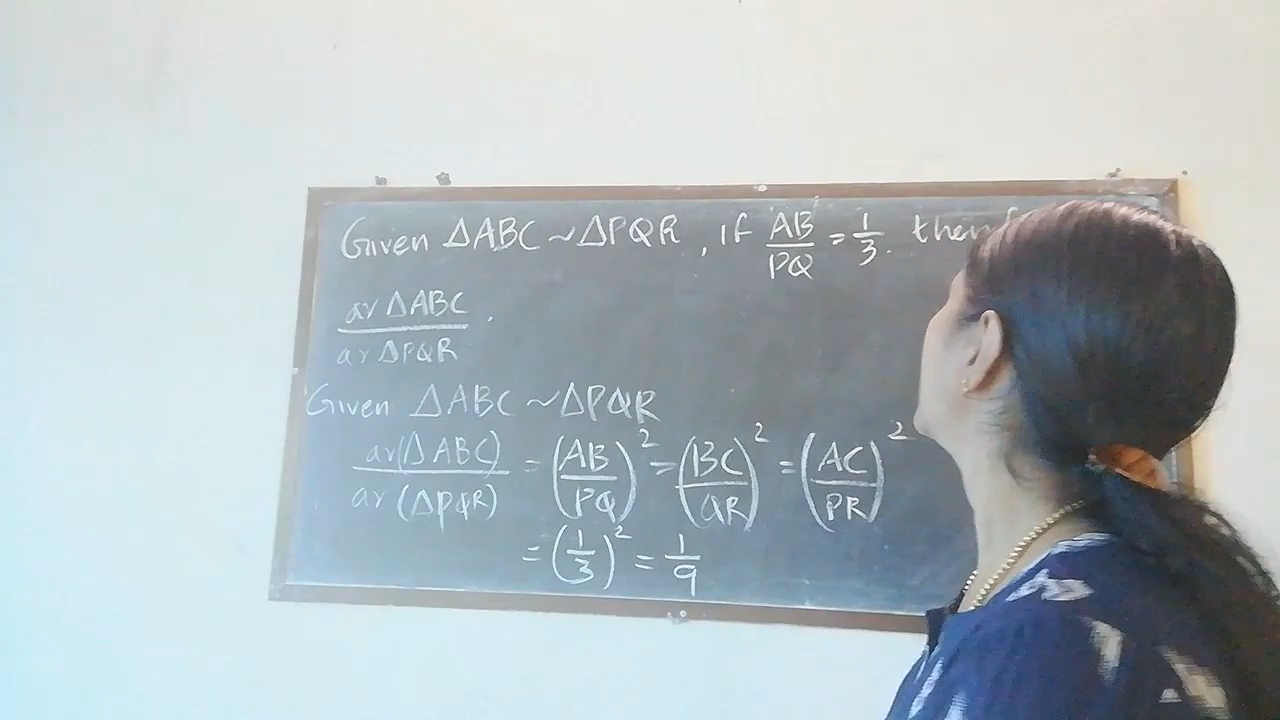 Given ΔABC ~ ΔPQR, if AB/PQ = 1/3. then
ar ΔABC / ar ΔPQR .
Given ΔABC ~ ΔPQR
ar(ΔABC) / ar (ΔPQR) = (AB/PQ)² = (BC/QR)² = (AC/PR)²
= (1/3)² = 1/9